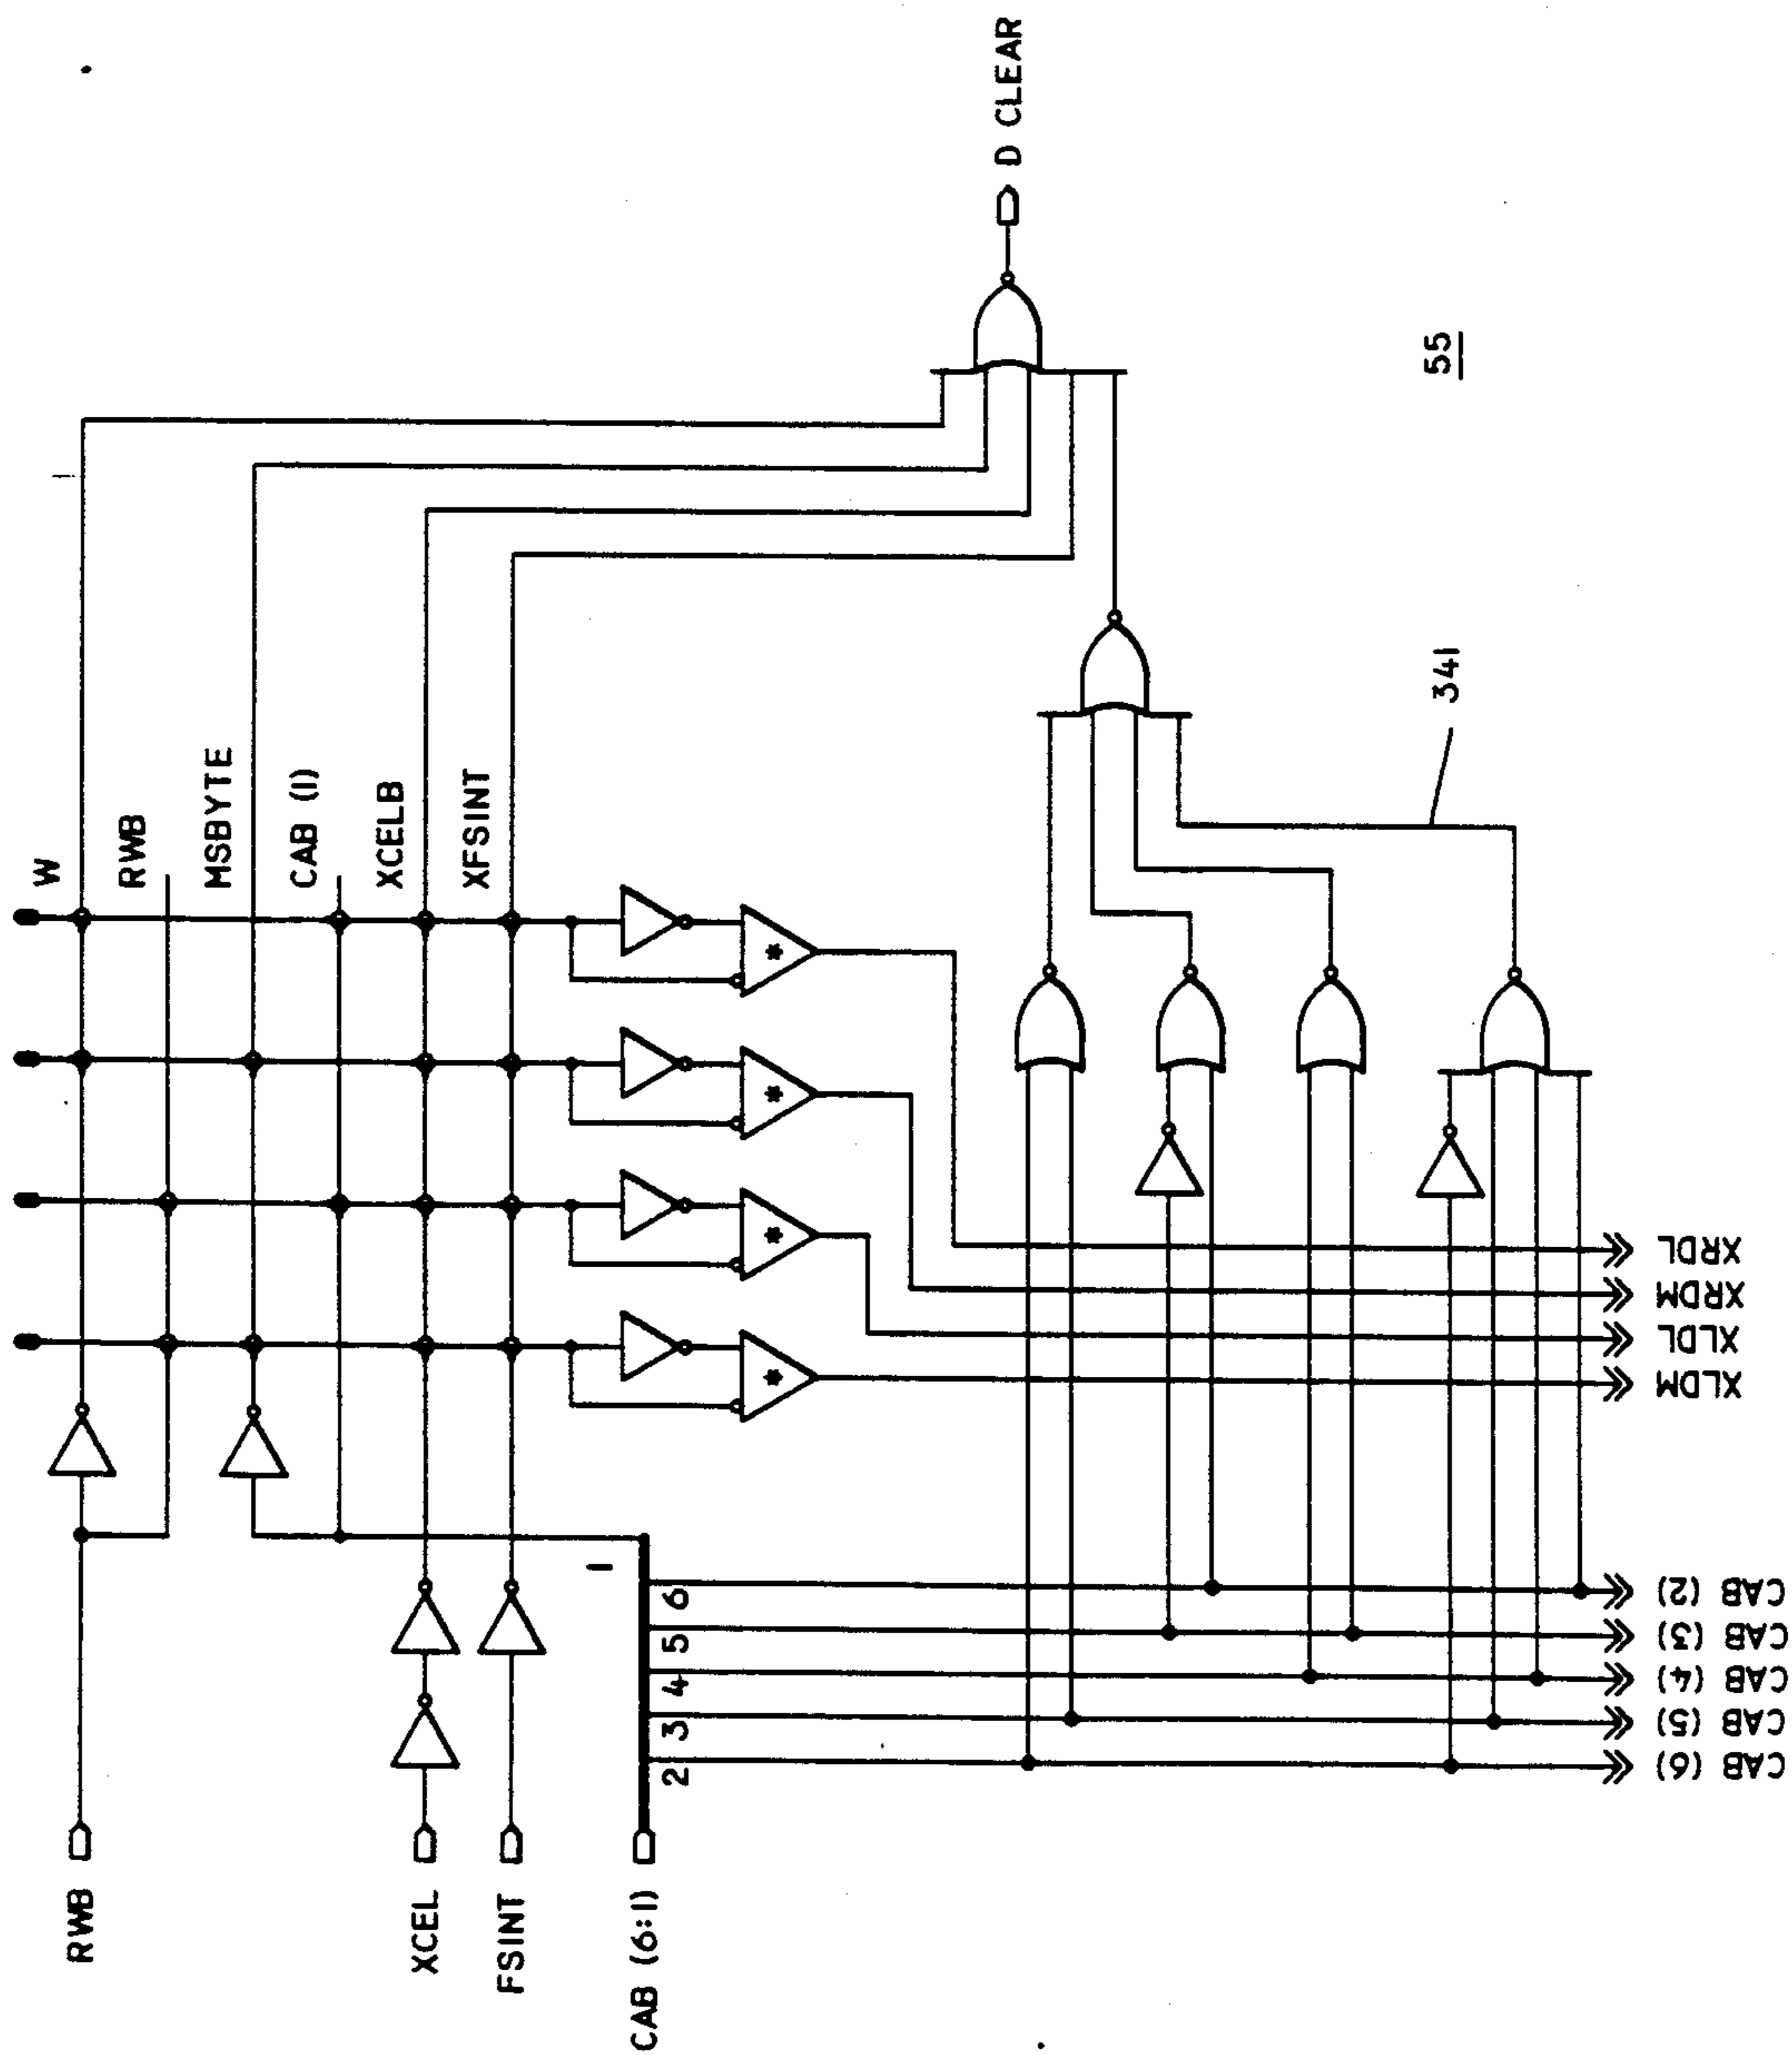 RWB
XCEL
FSINT
CAB (6:1)
W
RWB
MSBYTE
CAB (1)
XCELB
XFSINT
1
6
5
4
3
2
*
*
*
*
D CLEAR
341
55
XRDL
XRDM
XLDL
XLDM
CAB (2)
CAB (3)
CAB (4)
CAB (5)
CAB (6)